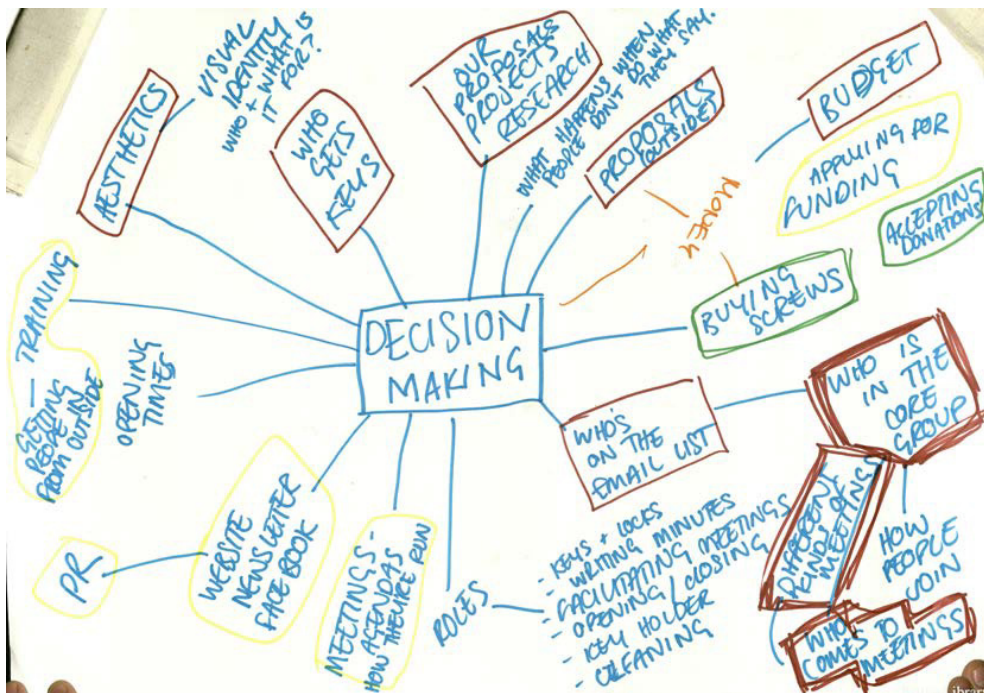 AESTHETICS
VISUAL
IDENTITY
WHO + WHAT IS
IT FOR?
WHO
GETS
KEYS
OUR
PROPOSALS
PROJECTS
RESEARCH
WHAT HAPPENS WHEN
PEOPLE DON'T DO WHAT
THEY SAY.
PROPOSALS
(OUTSIDE)
MONEY
BUDGET
APPLYING FOR
FUNDING
ACCEPTING
DONATIONS
BUYING
SCREWS
DECISION
MAKING
TRAINING
— GETTING
PEOPLE IN
FROM OUTSIDE
OPENING
TIMES
WHO'S
ON THE
EMAIL LIST
WHO IS
IN THE
CORE
GROUP
DIFFERENT
KINDS OF
MEETINGS
HOW
PEOPLE
JOIN
WHO
COMES TO
MEETINGS
PR
WEBSITE
NEWSLETTER
FACE BOOK
MEETINGS -
AGENDAS
HOW THEY'RE RUN
ROLES
- KEYS + LOCKS
- WRITING MINUTES
- FACILITATING MEETINGS
- OPENING / CLOSING
- KEY HOLDER
- CLEANING